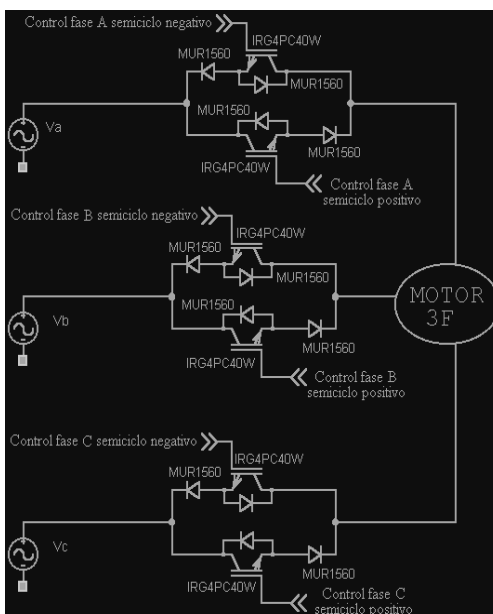 Control fase A semiciclo negativo
IRG4PC40W
MUR1560
MUR1560
MUR1560
Va
MUR1560
IRG4PC40W
Control fase A
semiciclo positivo
Control fase B semiciclo negativo
IRG4PC40W
MUR1560
MUR1560
MUR1560
MOTOR
3F
Vb
MUR1560
IRG4PC40W
Control fase B
semiciclo positivo
Control fase C semiciclo negativo
IRG4PC40W
MUR1560
MUR1560
Vc
MUR1560
IRG4PC40W
Control fase C
semiciclo positivo